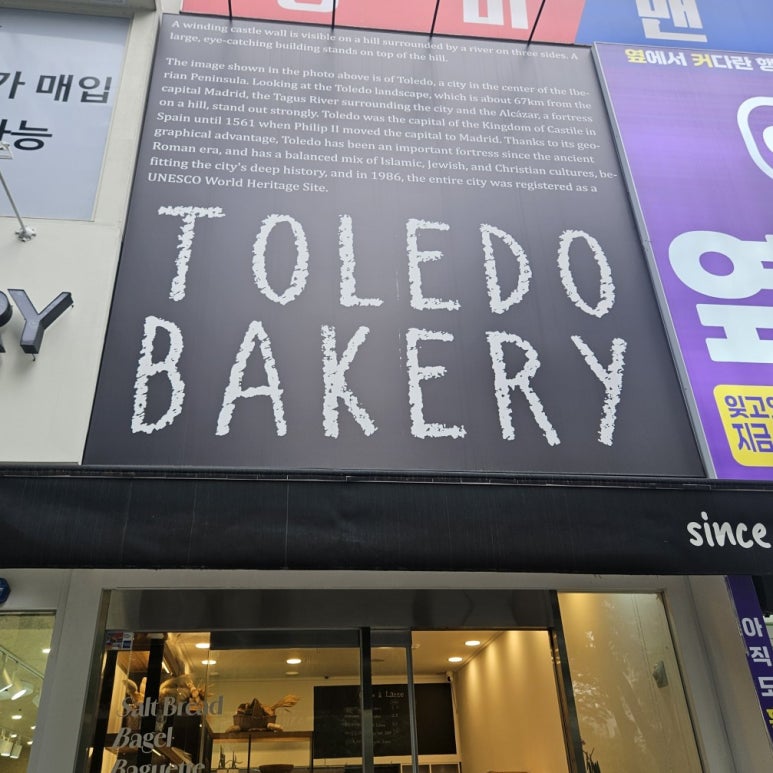 A winding castle wall is visible on a hill surrounded by a river on three sides. A
large, eye-catching building stands on top of the hill.
The image shown in the photo above is of Toledo, a city in the center of the Ibe-
rian Peninsula. Looking at the Toledo landscape, which is about 67km from the
capital Madrid, the Tagus River surrounding the city and the Alcázar, a fortress
on a hill, stand out strongly. Toledo was the capital of the Kingdom of Castile in
Spain until 1561 when Philip II moved the capital to Madrid. Thanks to its geo-
graphical advantage, Toledo has been an important fortress since the ancient
Roman era, and has a balanced mix of Islamic, Jewish, and Christian cultures, be-
fitting the city's deep history, and in 1986, the entire city was registered as a
UNESCO World Heritage Site.
TOLEDO
BAKERY
since
Salt Bread
Bagel
Baguette
가 매입
능
RY
맨
옆에서 커다란
옆
잊고
지금
아
직
도